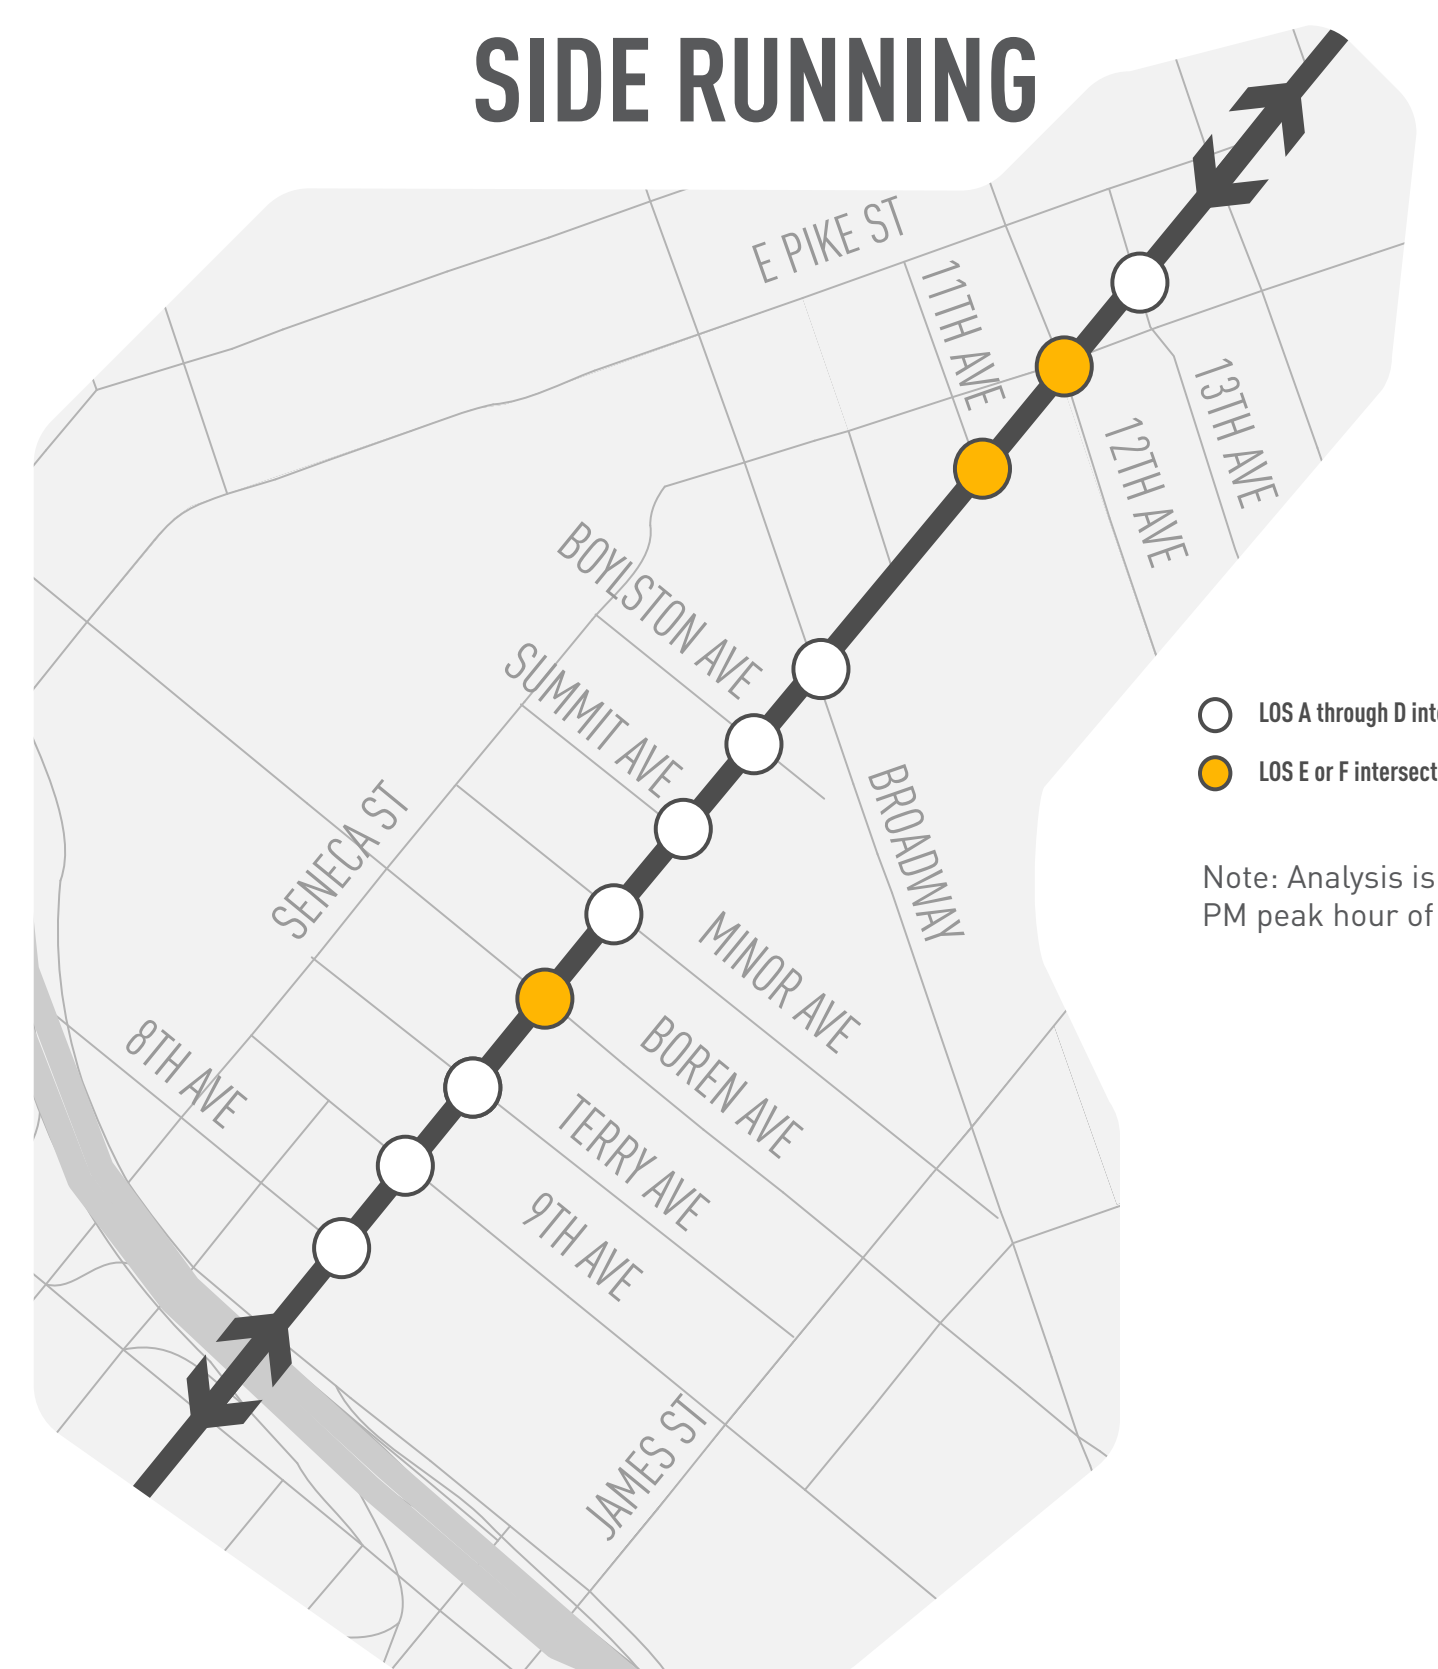 SIDE RUNNING
E PIKE ST
11TH AVE
13TH AVE
12TH AVE
BOYLSTON AVE
SUMMIT AVE
LOS A through D
LOS E or F
BROADWAY
SENECA ST
Note: Analysis is
PM peak hour of
MINOR AVE
BOREN AVE
8TH AVE
TERRY AVE
9TH AVE
JAMES ST